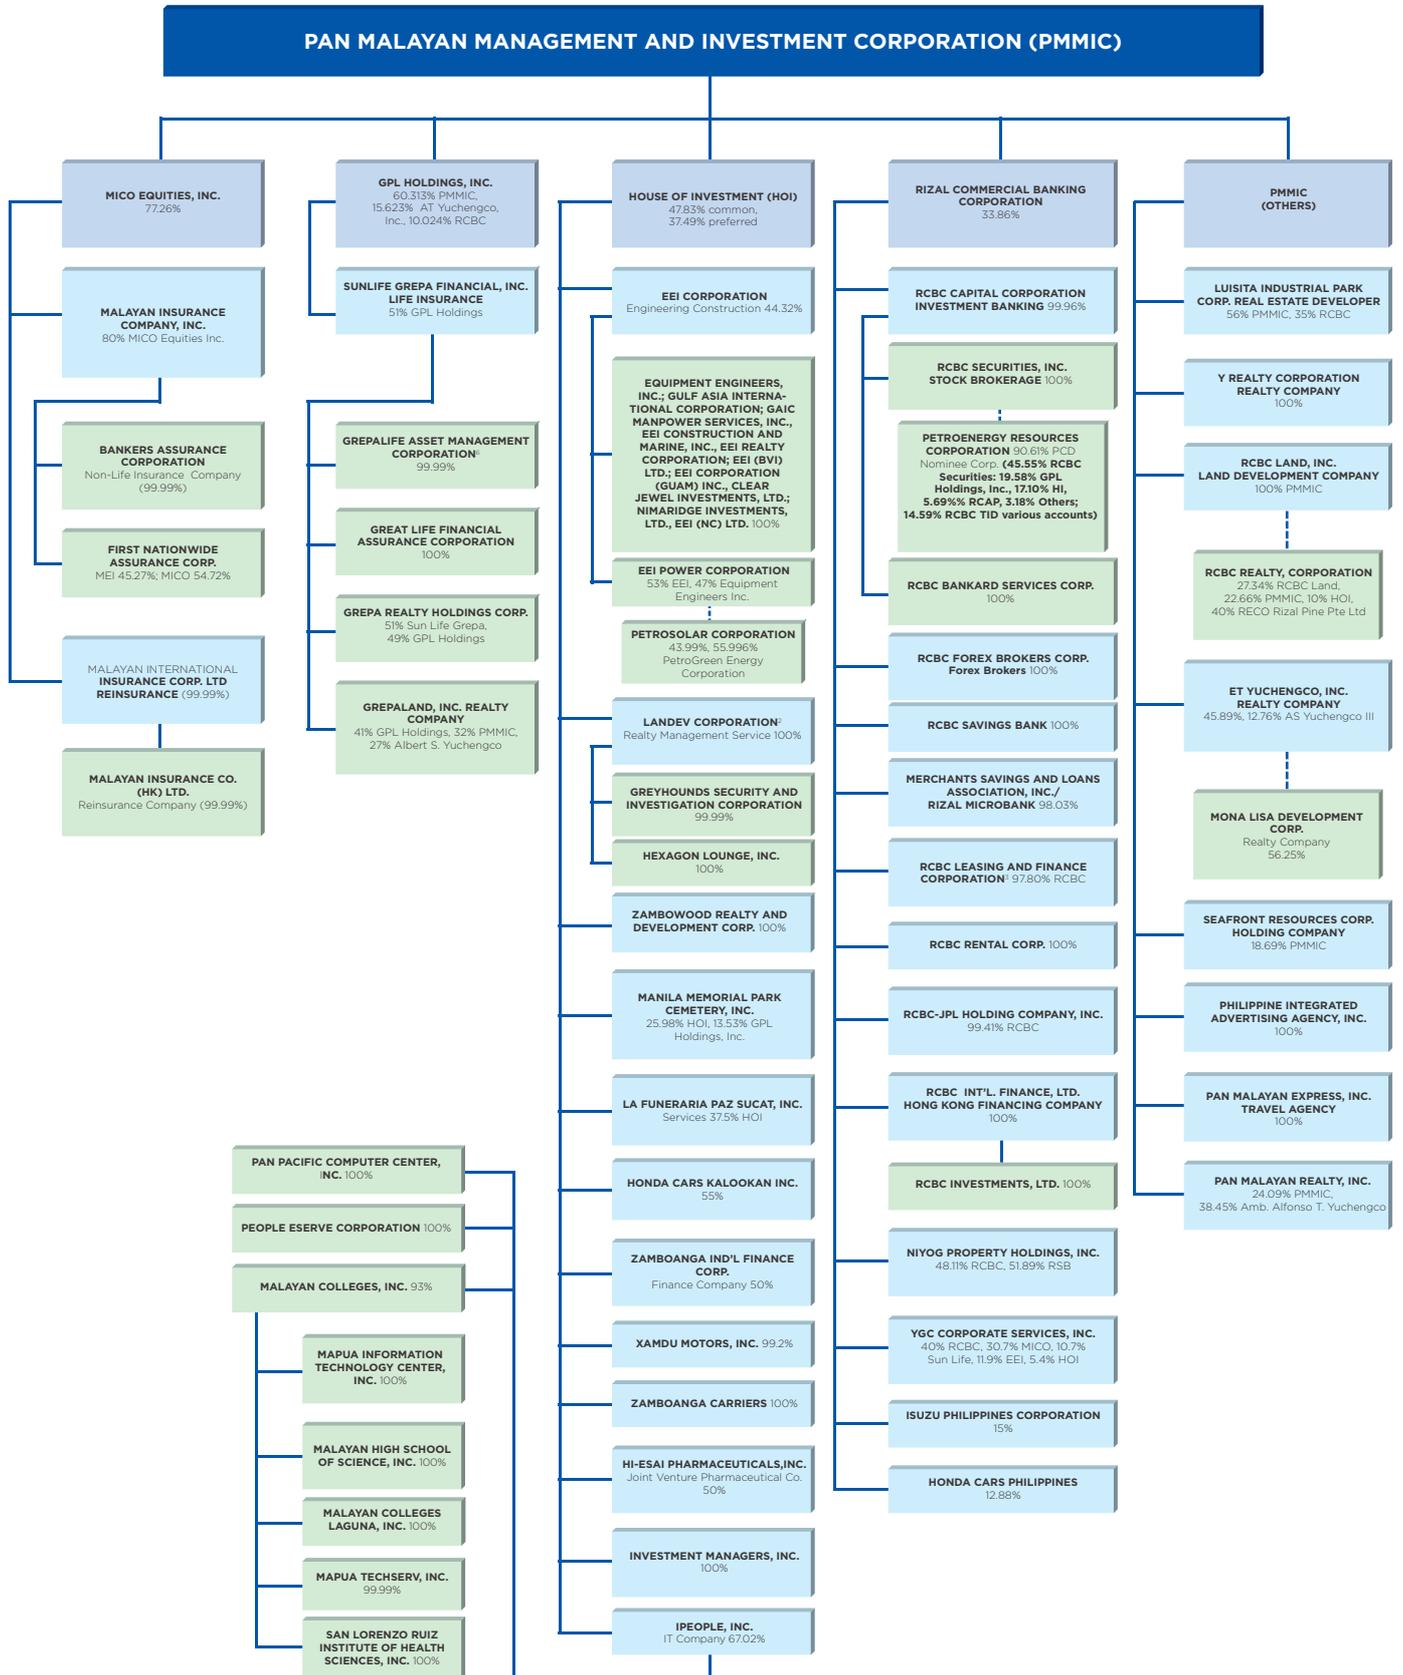 PAN MALAYAN MANAGEMENT AND INVESTMENT CORPORATION (PMMIC)
MICO EQUITIES, INC.
77.26%
MALAYAN INSURANCE
COMPANY, INC.
80% MICO Equities Inc.
BANKERS ASSURANCE
CORPORATION
Non-Life Insurance Company
(99.99%)
FIRST NATIONWIDE
ASSURANCE CORP.
MEI 45.27%; MICO 54.72%
MALAYAN INTERNATIONAL
INSURANCE CORP. LTD
REINSURANCE (99.99%)
MALAYAN INSURANCE CO.
(HK) LTD.
Reinsurance Company (99.99%)
GPL HOLDINGS, INC.
60.313% PMMIC,
15.623% AT Yuchengco,
Inc., 10.024% RCBC
SUNLIFE GREPA FINANCIAL, INC.
LIFE INSURANCE
51% GPL Holdings
GREPALIFE ASSET MANAGEMENT
CORPORATION⁶
99.99%
GREAT LIFE FINANCIAL
ASSURANCE CORPORATION
100%
GREPA REALTY HOLDINGS CORP.
51% Sun Life Grepa,
49% GPL Holdings
GREPALAND, INC. REALTY
COMPANY
41% GPL Holdings, 32% PMMIC,
27% Albert S. Yuchengco
HOUSE OF INVESTMENT (HOI)
47.83% common,
37.49% preferred
EEI CORPORATION
Engineering Construction 44.32%
EQUIPMENT ENGINEERS,
INC.; GULF ASIA INTERNA-
TIONAL CORPORATION; GAIC
MANPOWER SERVICES, INC.,
EEI CONSTRUCTION AND
MARINE, INC., EEI REALTY
CORPORATION; EEI (BVI)
LTD.; EEI CORPORATION
(GUAM) INC., CLEAR
JEWEL INVESTMENTS, LTD.;
NIMARIDGE INVESTMENTS,
LTD., EEI (NC) LTD. 100%
EEI POWER CORPORATION
53% EEI, 47% Equipment
Engineers Inc.
PETROSOLAR CORPORATION
43.99%, 55.996%
PetroGreen Energy
Corporation
LANDEV CORPORATION²
Realty Management Service 100%
GREYHOUNDS SECURITY AND
INVESTIGATION CORPORATION
99.99%
HEXAGON LOUNGE, INC.
100%
ZAMBOWOOD REALTY AND
DEVELOPMENT CORP. 100%
MANILA MEMORIAL PARK
CEMETERY, INC.
25.98% HOI, 13.53% GPL
Holdings, Inc.
LA FUNERARIA PAZ SUCAT, INC.
Services 37.5% HOI
HONDA CARS KALOOKAN INC.
55%
ZAMBOANGA IND'L FINANCE
CORP.
Finance Company 50%
XAMDU MOTORS, INC. 99.2%
ZAMBOANGA CARRIERS 100%
HI-ESAI PHARMACEUTICALS,INC.
Joint Venture Pharmaceutical Co.
50%
INVESTMENT MANAGERS, INC.
100%
IPEOPLE, INC.
IT Company 67.02%
PAN PACIFIC COMPUTER CENTER,
INC. 100%
PEOPLE ESERVE CORPORATION 100%
MALAYAN COLLEGES, INC. 93%
MAPUA INFORMATION
TECHNOLOGY CENTER,
INC. 100%
MALAYAN HIGH SCHOOL
OF SCIENCE, INC. 100%
MALAYAN COLLEGES
LAGUNA, INC. 100%
MAPUA TECHSERV, INC.
99.99%
SAN LORENZO RUIZ
INSTITUTE OF HEALTH
SCIENCES, INC. 100%
RIZAL COMMERCIAL BANKING
CORPORATION
33.86%
RCBC CAPITAL CORPORATION
INVESTMENT BANKING 99.96%
RCBC SECURITIES, INC.
STOCK BROKERAGE 100%
PETROENERGY RESOURCES
CORPORATION 90.61% PCD
Nominee Corp. (45.55% RCBC
Securities: 19.58% GPL
Holdings, Inc., 17.10% HI,
5.69%% RCAP, 3.18% Others;
14.59% RCBC TID various accounts)
RCBC BANKARD SERVICES CORP.
100%
RCBC FOREX BROKERS CORP.
Forex Brokers 100%
RCBC SAVINGS BANK 100%
MERCHANTS SAVINGS AND LOANS
ASSOCIATION, INC./
RIZAL MICROBANK 98.03%
RCBC LEASING AND FINANCE
CORPORATION 97.80% RCBC
RCBC RENTAL CORP. 100%
RCBC-JPL HOLDING COMPANY, INC.
99.41% RCBC
RCBC INT'L. FINANCE, LTD.
HONG KONG FINANCING COMPANY
100%
RCBC INVESTMENTS, LTD. 100%
NIYOG PROPERTY HOLDINGS, INC.
48.11% RCBC, 51.89% RSB
YGC CORPORATE SERVICES, INC.
40% RCBC, 30.7% MICO, 10.7%
Sun Life, 11.9% EEI, 5.4% HOI
ISUZU PHILIPPINES CORPORATION
15%
HONDA CARS PHILIPPINES
12.88%
PMMIC
(OTHERS)
LUISITA INDUSTRIAL PARK
CORP. REAL ESTATE DEVELOPER
56% PMMIC, 35% RCBC
Y REALTY CORPORATION
REALTY COMPANY
100%
RCBC LAND, INC.
LAND DEVELOPMENT COMPANY
100% PMMIC
RCBC REALTY, CORPORATION
27.34% RCBC Land,
22.66% PMMIC, 10% HOI,
40% RECO Rizal Pine Pte Ltd
ET YUCHENGCO, INC.
REALTY COMPANY
45.89%, 12.76% AS Yuchengco III
MONA LISA DEVELOPMENT
CORP.
Realty Company
56.25%
SEAFRONT RESOURCES CORP.
HOLDING COMPANY
18.69% PMMIC
PHILIPPINE INTEGRATED
ADVERTISING AGENCY, INC.
100%
PAN MALAYAN EXPRESS, INC.
TRAVEL AGENCY
100%
PAN MALAYAN REALTY, INC.
24.09% PMMIC,
38.45% Amb. Alfonso T. Yuchengco